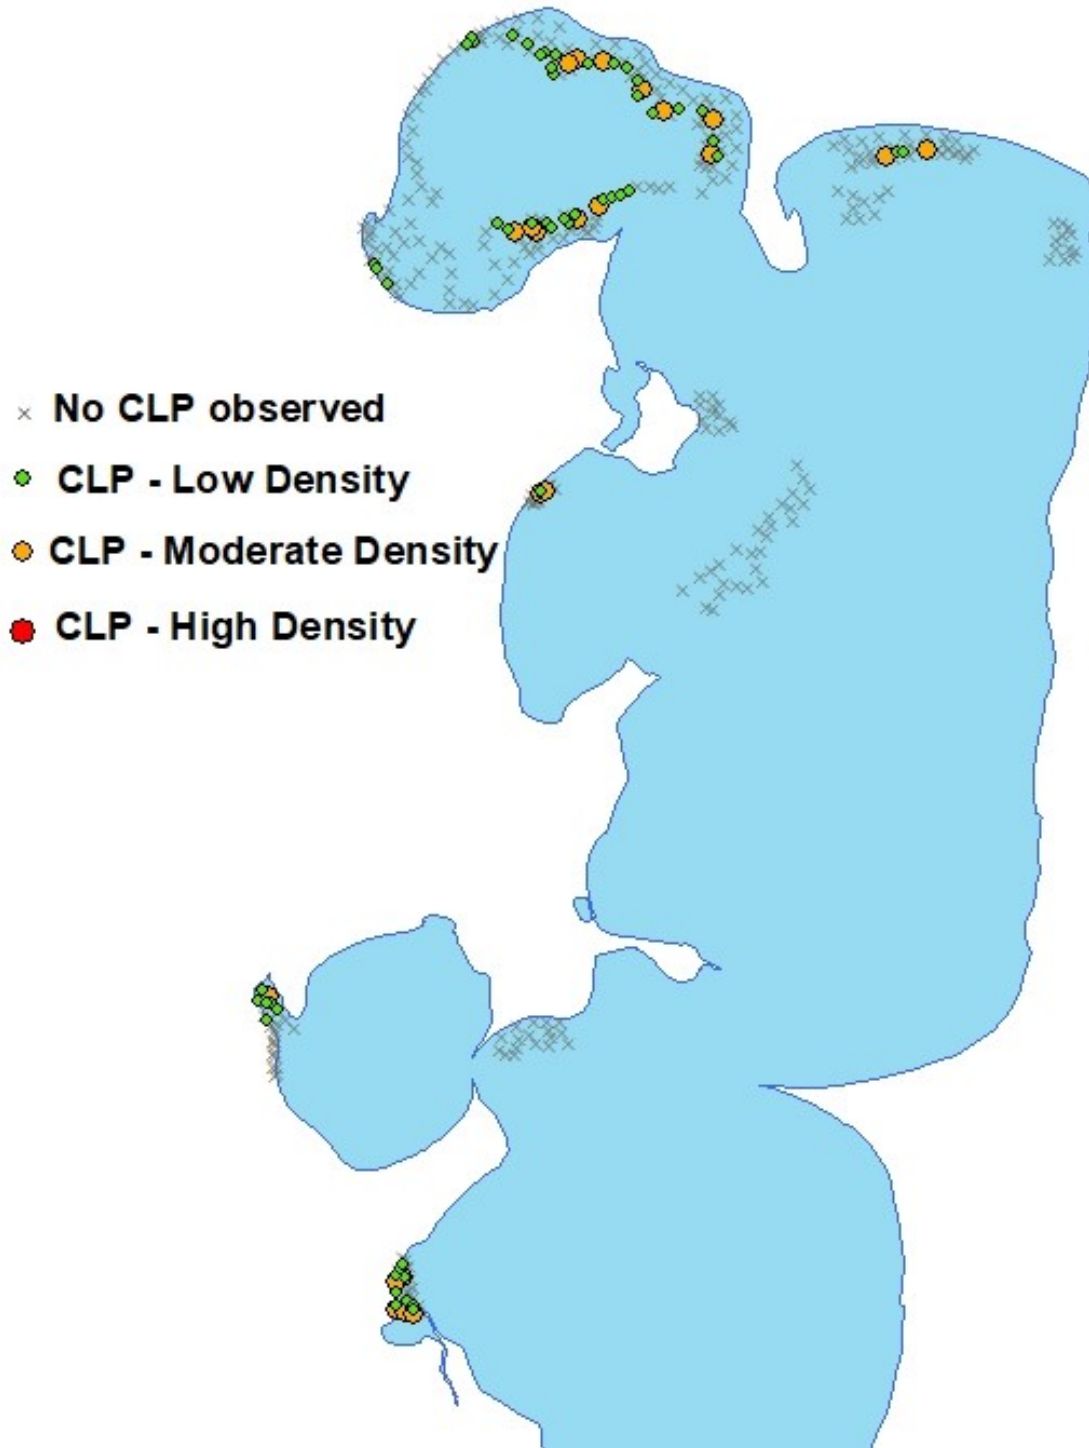 No CLP observed
CLP - Low Density
CLP - Moderate Density
CLP - High Density